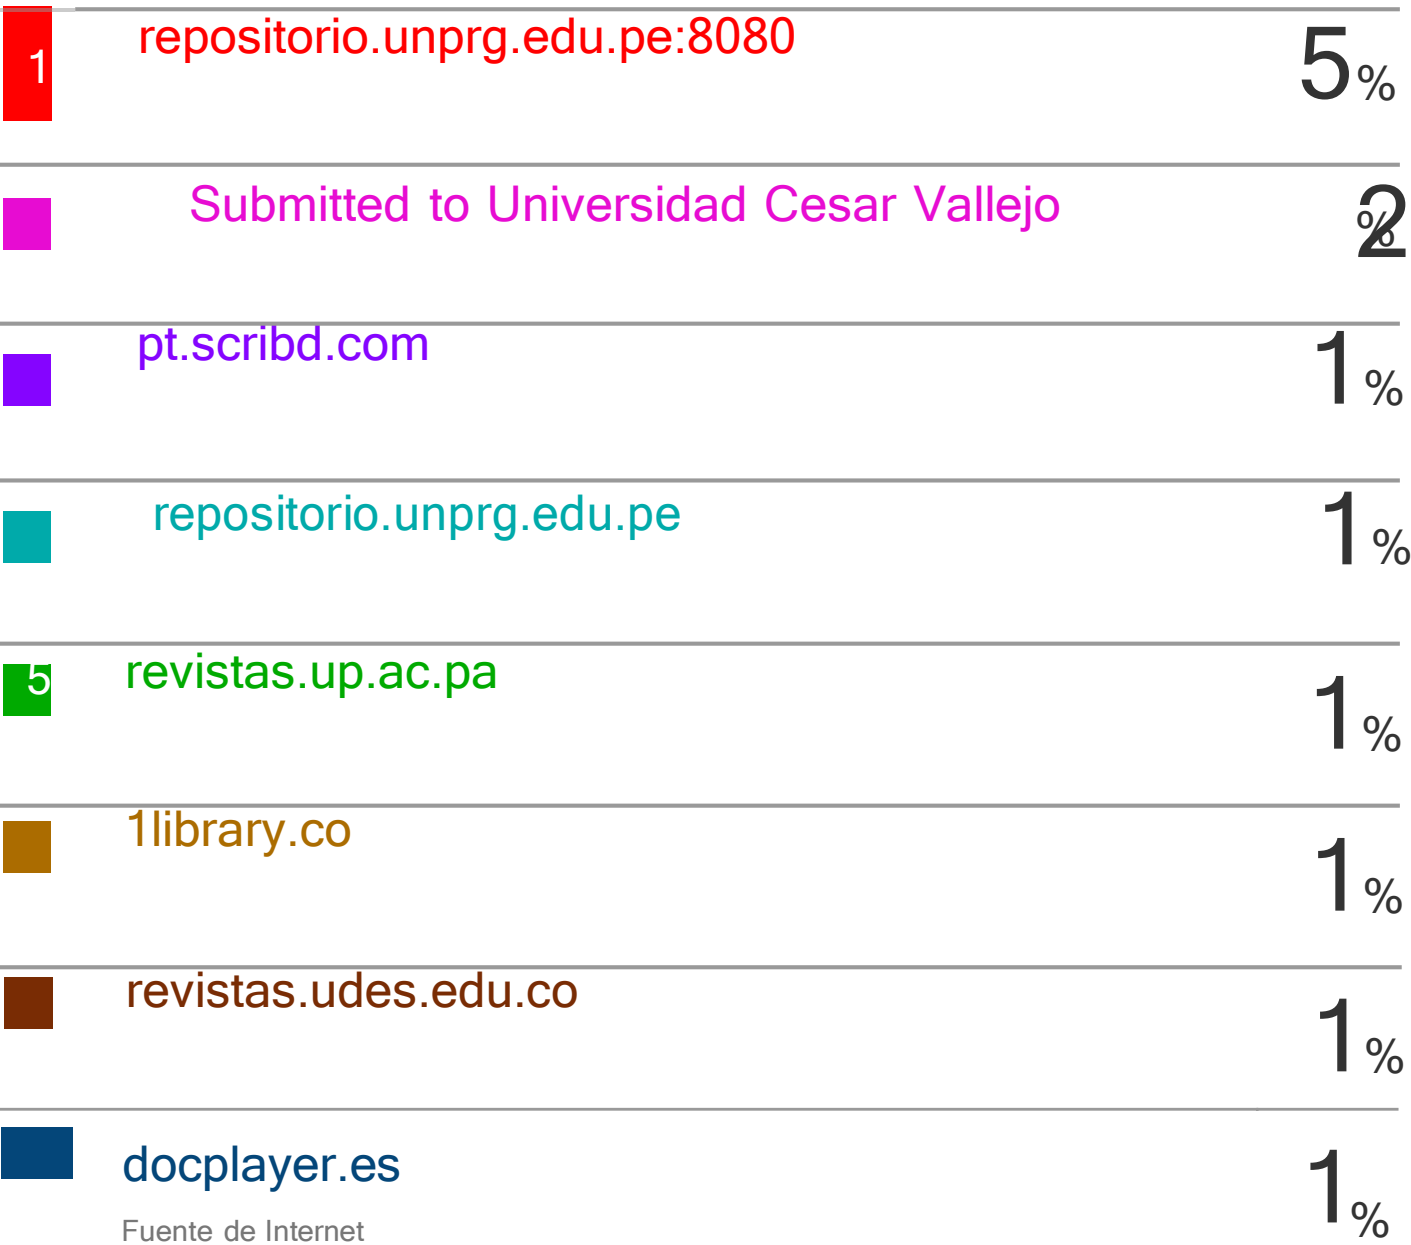 1 repositorio.unprg.edu.pe:8080 5%
Submitted to Universidad Cesar Vallejo 2%
pt.scribd.com 1%
repositorio.unprg.edu.pe 1%
5 revistas.up.ac.pa 1%
1library.co 1%
revistas.udes.edu.co 1%
docplayer.es 1%
Fuente de Internet